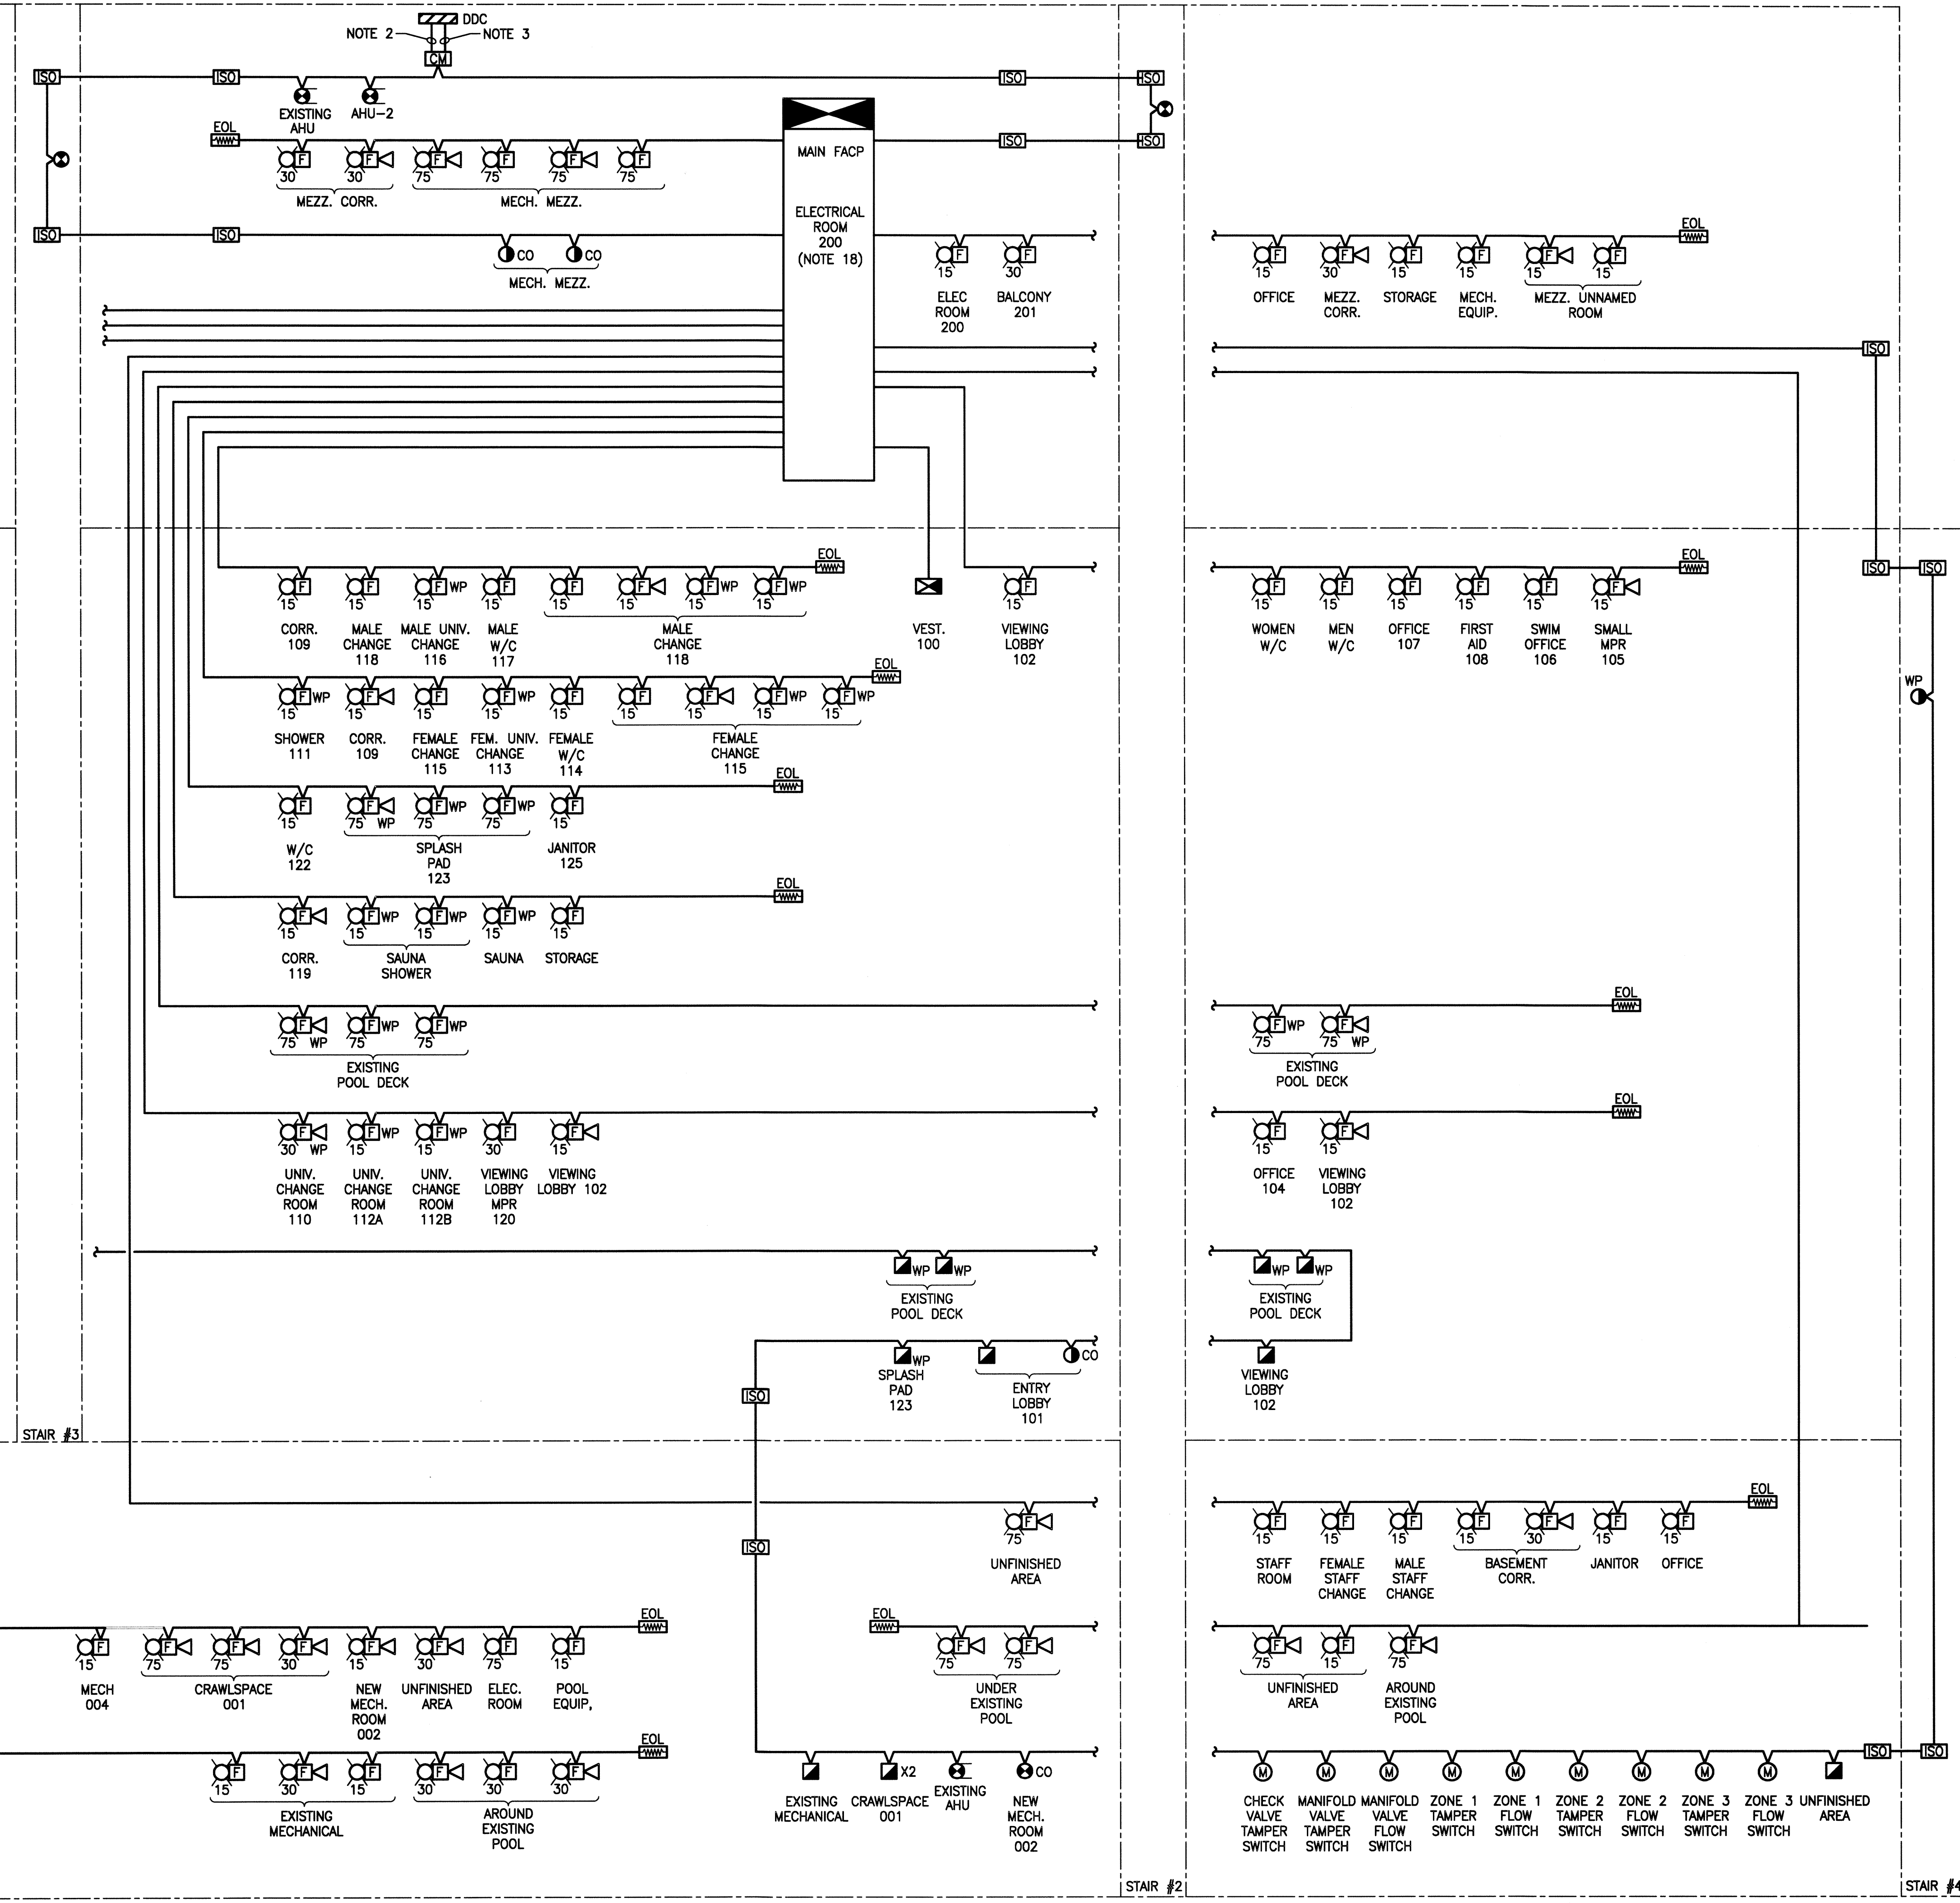 DDC
NOTE 2
NOTE 3
CM
ISO ISO ISO ISO
EXISTING
AHU
AHU-2
EOL
ISO ISO
MAIN FACP
F F F F F F
30 30 75 75 75 75
MEZZ. CORR.
MECH. MEZZ.
ELECTRICAL
ROOM
200
(NOTE 18)
ISO ISO
CO CO
MECH. MEZZ.
F F
15 30
ELEC
ROOM
200
BALCONY
201
EOL
F F F F F F
15 30 15 15 15 15
OFFICE
MEZZ.
CORR.
STORAGE
MECH.
EQUIP.
MEZZ. UNNAMED
ROOM
ISO
EOL
F F F WP F F F F WP F WP
15 15 15 15 15 15 15 15
CORR.
109
MALE
CHANGE
118
MALE UNIV.
CHANGE
116
MALE
W/C
117
MALE
CHANGE
118
VEST.
100
F
15
VIEWING
LOBBY
102
EOL
F F F F F F
15 15 15 15 15 15
WOMEN
W/C
MEN
W/C
OFFICE
107
FIRST
AID
108
SWIM
OFFICE
106
SMALL
MPR
105
ISO ISO
WP
EOL
F WP F F F WP F F F F WP F WP
15 15 15 15 15 15 15 15 15
SHOWER
111
CORR.
109
FEMALE
CHANGE
115
FEM. UNIV.
CHANGE
113
FEMALE
W/C
114
FEMALE
CHANGE
115
EOL
F F F WP F WP F
15 75 WP 75 75 15
W/C
122
SPLASH
PAD
123
JANITOR
125
EOL
F F WP F WP F WP F
15 15 15 15 15
CORR.
119
SAUNA
SHOWER
SAUNA
STORAGE
F F WP F WP
75 WP 75 75
EXISTING
POOL DECK
EOL
F WP F
75 75 WP
EXISTING
POOL DECK
F F WP F WP F F
30 WP 15 15 30 15
UNIV.
CHANGE
ROOM
110
UNIV.
CHANGE
ROOM
112A
UNIV.
CHANGE
ROOM
112B
VIEWING
LOBBY
MPR
120
VIEWING
LOBBY 102
EOL
F F
15 15
OFFICE
104
VIEWING
LOBBY
102
WP WP
EXISTING
POOL DECK
WP WP
EXISTING
POOL DECK
WP
SPLASH
PAD
123
CO
ENTRY
LOBBY
101
VIEWING
LOBBY
102
ISO
STAIR #3
ISO
F
75
UNFINISHED
AREA
EOL
F F F F F F F
15 15 15 15 30 15 15
STAFF
ROOM
FEMALE
STAFF
CHANGE
MALE
STAFF
CHANGE
BASEMENT
CORR.
JANITOR
OFFICE
EOL
F F F F F F F F
15 75 75 30 15 30 75 15
MECH
004
CRAWLSPACE
001
NEW
MECH.
ROOM
002
UNFINISHED
AREA
ELEC.
ROOM
POOL
EQUIP,
EOL
F F
75 75
UNDER
EXISTING
POOL
F F F
75 15 75
UNFINISHED
AREA
AROUND
EXISTING
POOL
EOL
F F F F F F
15 30 15 30 30 30
EXISTING
MECHANICAL
AROUND
EXISTING
POOL
EXISTING
MECHANICAL
X2
CRAWLSPACE
001
EXISTING
AHU
CO
NEW
MECH.
ROOM
002
ISO ISO
M M M M M M M M M
CHECK
VALVE
TAMPER
SWITCH
MANIFOLD
VALVE
TAMPER
SWITCH
MANIFOLD
VALVE
FLOW
SWITCH
ZONE 1
TAMPER
SWITCH
ZONE 1
FLOW
SWITCH
ZONE 2
TAMPER
SWITCH
ZONE 2
FLOW
SWITCH
ZONE 3
TAMPER
SWITCH
ZONE 3
FLOW
SWITCH
UNFINISHED
AREA
STAIR #2
STAIR #4